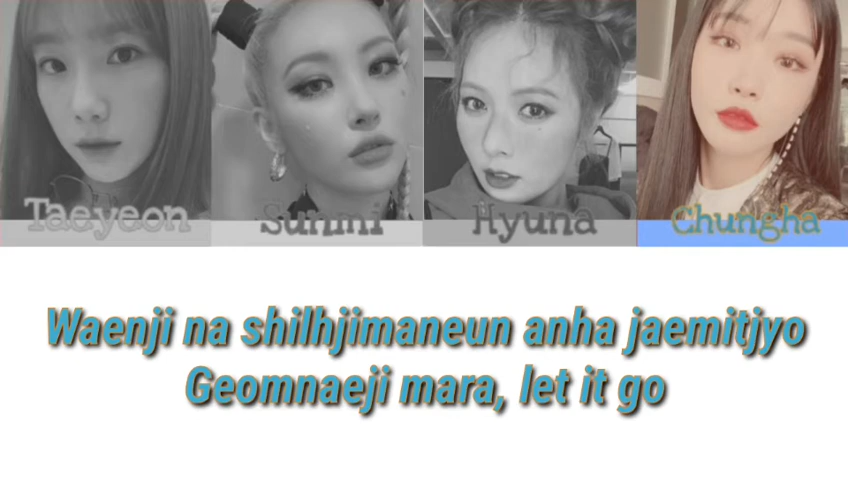 Taeyeon Sunmi Hyuna Chungha
Waenji na shilhjimaneun anha jaemitjyo
Geomnaeji mara, let it go